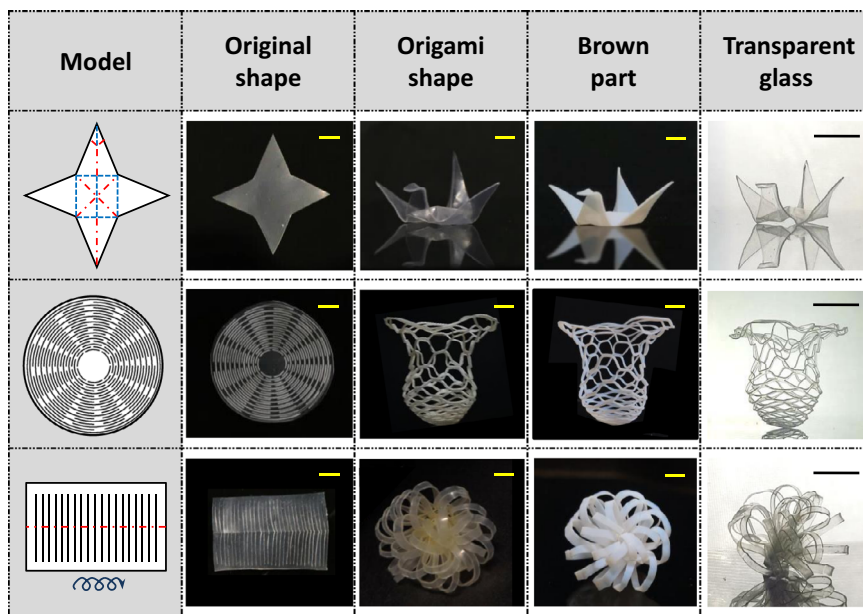 Model
Original
shape
Origami
shape
Brown
part
Transparent
glass